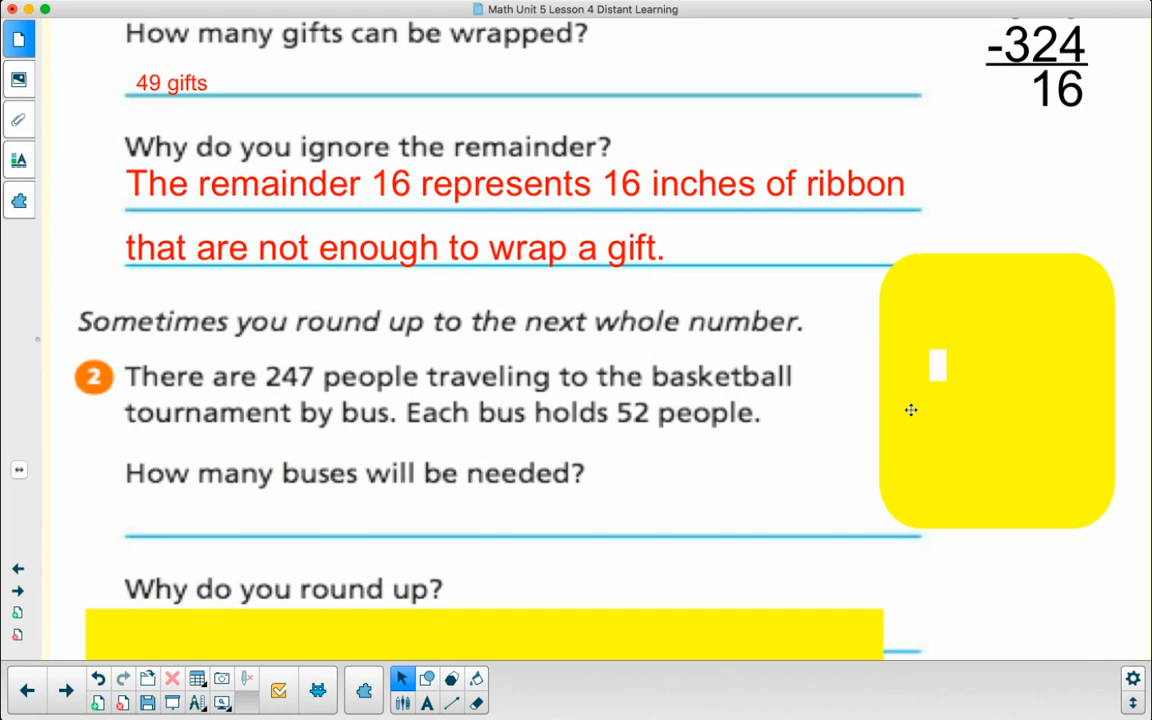 Math Unit 5 Lesson 4 Distant Learning
How many gifts can be wrapped?
-324
49 gifts
16
Why do you ignore the remainder?
The remainder 16 represents 16 inches of ribbon
that are not enough to wrap a gift.
Sometimes you round up to the next whole number.
2 There are 247 people traveling to the basketball
tournament by bus. Each bus holds 52 people.
How many buses will be needed?
Why do you round up?